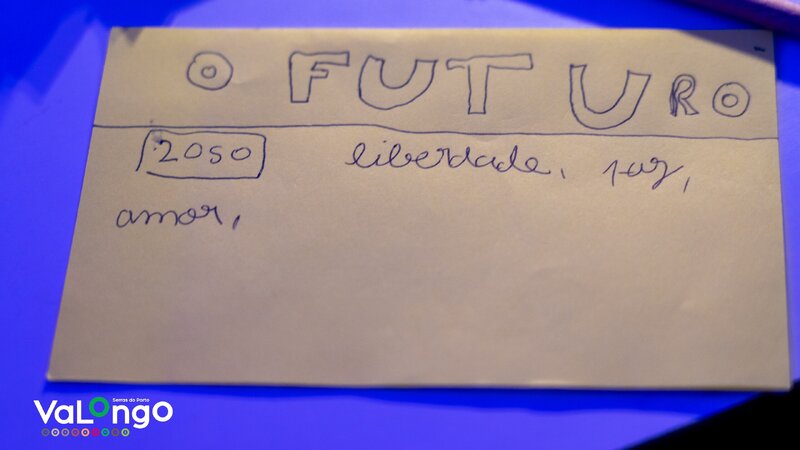 O FUTURO
2050 liberdade, paz,
amor,
Serras do Porto
VaLongo